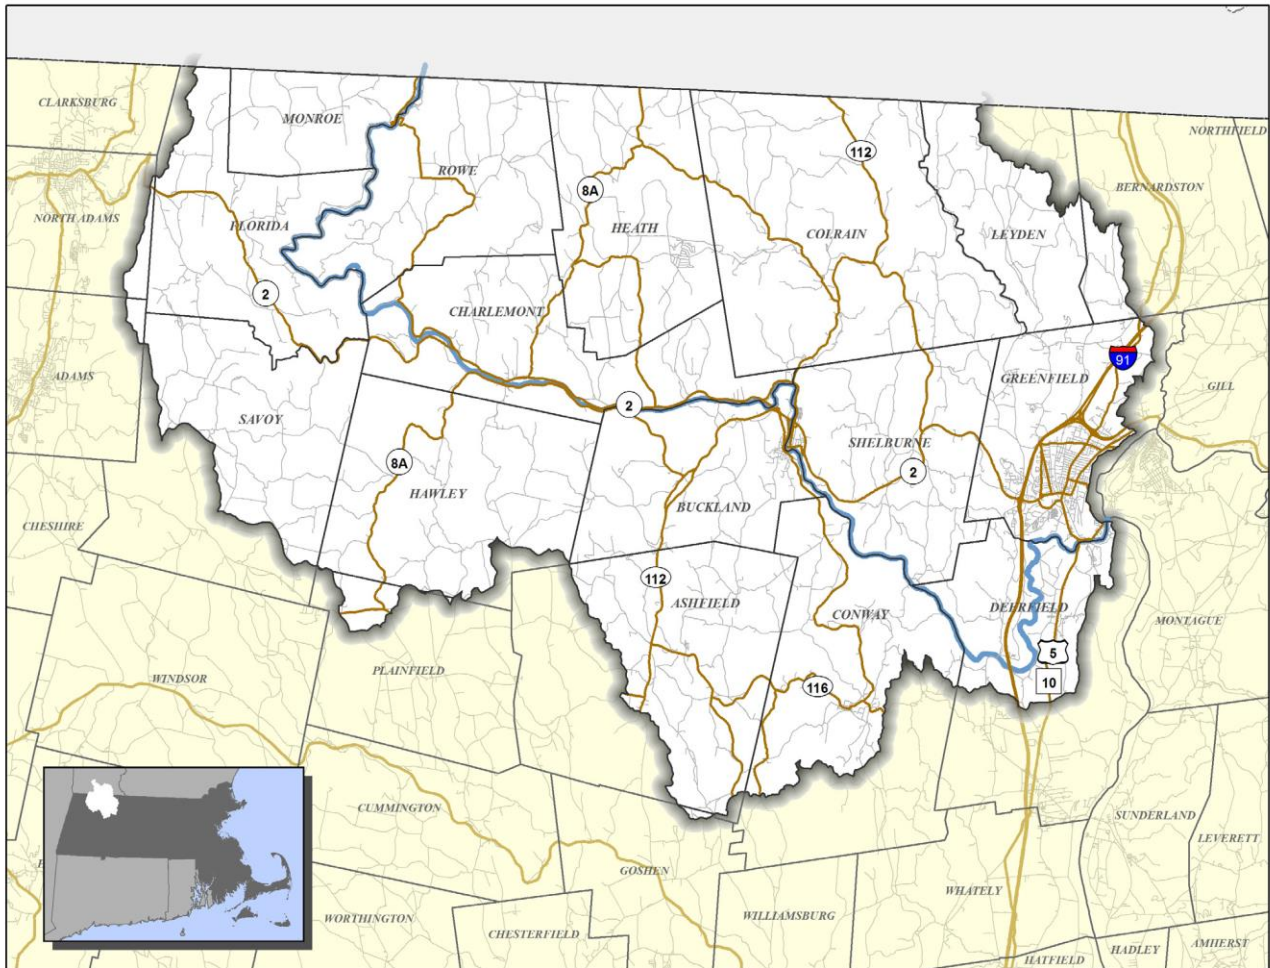 CLARKSBURG
MONROE
NORTHFIELD
112
ROWE
BERNARDSTON
8A
NORTH ADAMS
FLORIDA
HEATH
COLRAIN
LEYDEN
2
CHARLEMONT
91
ADAMS
GREENFIELD
GILL
2
SAVOY
SHELBURNE
8A
2
HAWLEY
BUCKLAND
CHESHIRE
112
ASHFIELD
DEERFIELD
CONWAY
MONTAGUE
5
PLAINFIELD
WINDSOR
10
116
CUMMINGTON
SUNDERLAND
LEVERETT
GOSHEN
WHATELY
WORTHINGTON
WILLIAMSBURG
CHESTERFIELD
AMHERST
HADLEY
HATFIELD